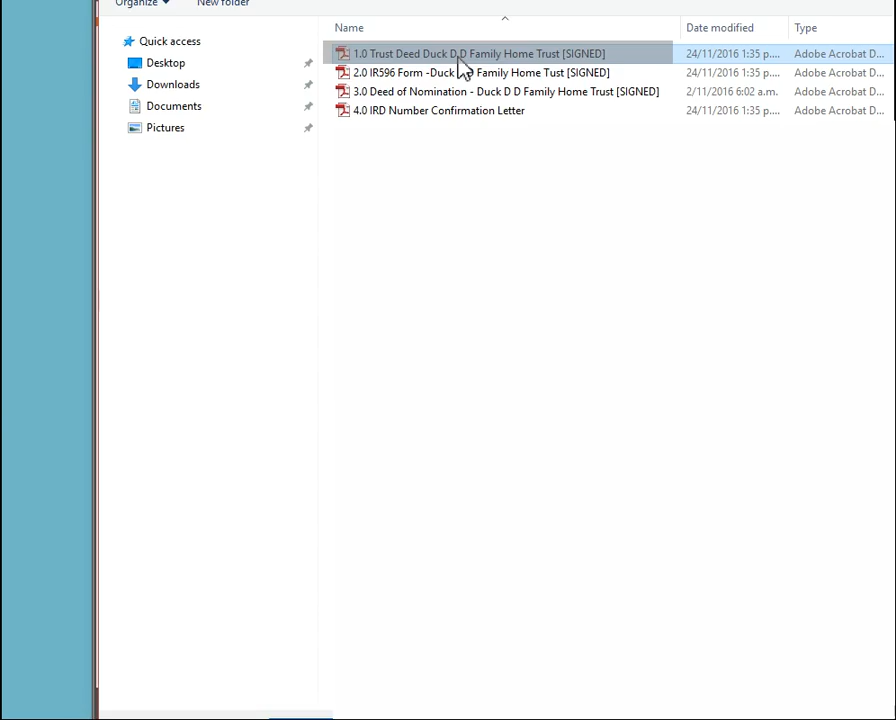 Organize New folder
Name Date modified Type
Quick access
Desktop
Downloads
Documents
Pictures
1.0 Trust Deed Duck D D Family Home Trust [SIGNED] 24/11/2016 1:35 p.... Adobe Acrobat D...
2.0 IR596 Form -Duck D Family Home Tust [SIGNED] 24/11/2016 1:35 p.... Adobe Acrobat D...
3.0 Deed of Nomination - Duck D D Family Home Trust [SIGNED] 2/11/2016 6:02 a.m. Adobe Acrobat D...
4.0 IRD Number Confirmation Letter 24/11/2016 1:35 p.... Adobe Acrobat D...